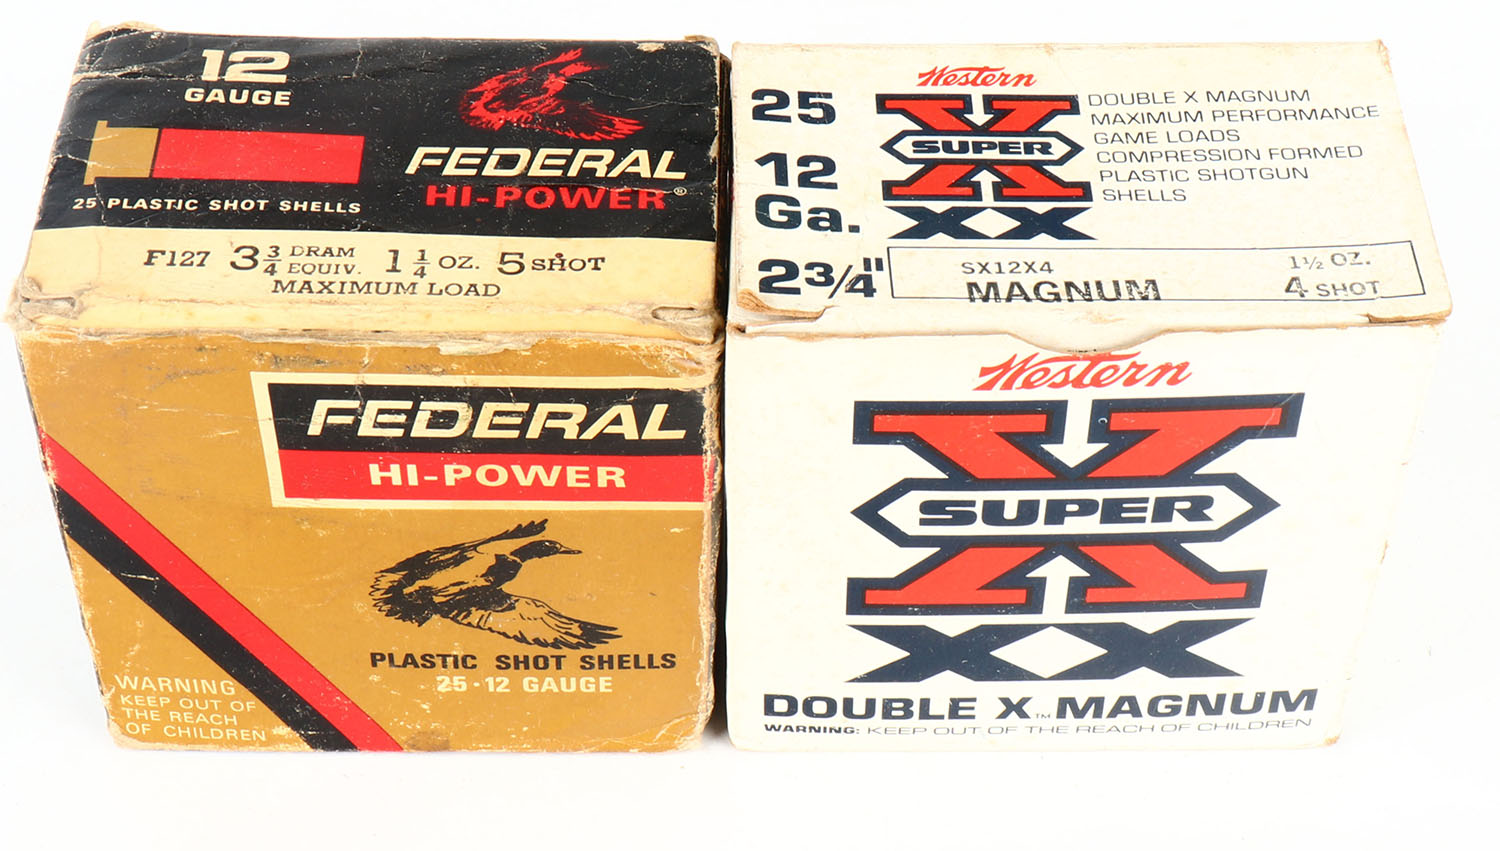 12
GAUGE
25 PLASTIC SHOT SHELLS
FEDERAL
HI-POWER®
F127 3 3/4 DRAM EQUIV. 1 1/4 OZ. 5 SHOT
MAXIMUM LOAD
FEDERAL
HI-POWER
PLASTIC SHOT SHELLS
25·12 GAUGE
WARNING
KEEP OUT OF
THE REACH
OF CHILDREN
25
12
Ga.
2 3/4"
Western
X
SUPER
XX
DOUBLE X MAGNUM
MAXIMUM PERFORMANCE
GAME LOADS
COMPRESSION FORMED
PLASTIC SHOTGUN
SHELLS
SX12X4 1 1/2 OZ.
MAGNUM 4 SHOT
Western
X
SUPER
XX
DOUBLE X™ MAGNUM
WARNING: KEEP OUT OF THE REACH OF CHILDREN